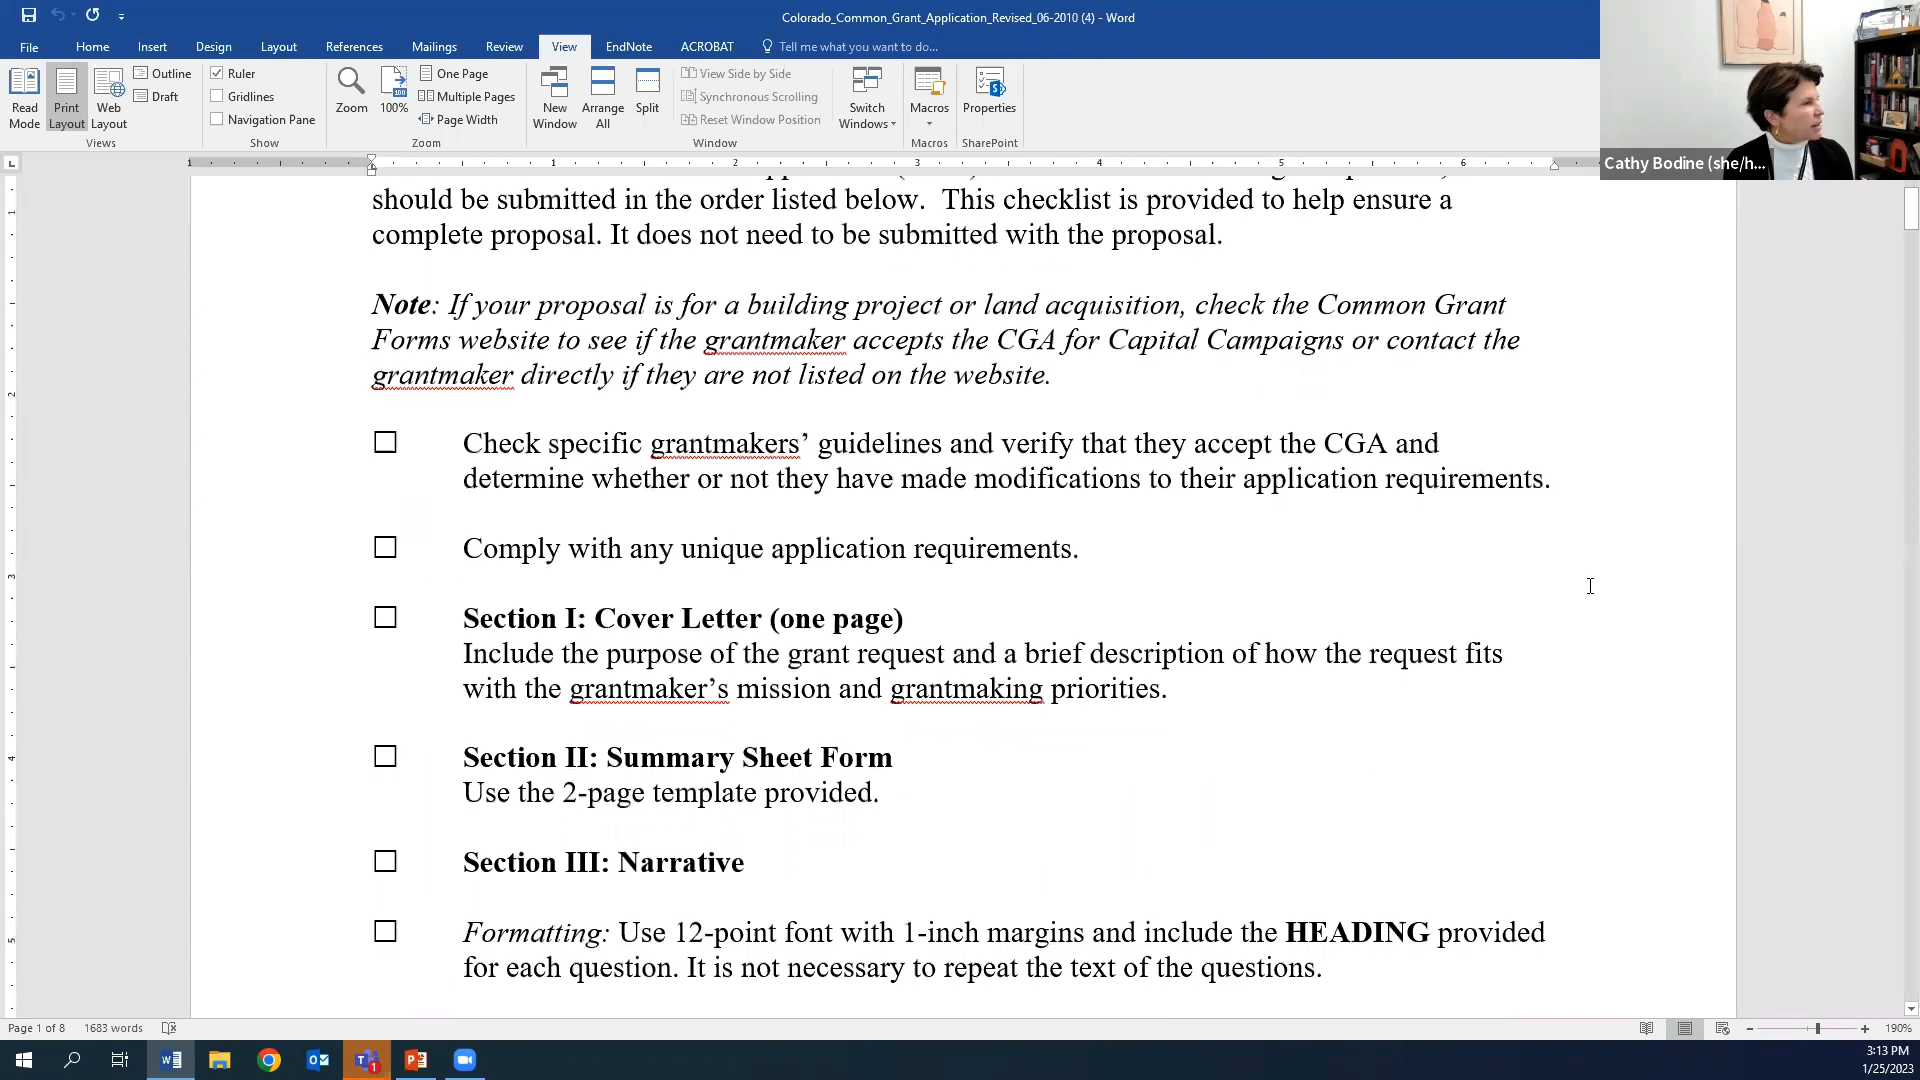 Colorado_Common_Grant_Application_Revised_06-2010 (4) - Word
File Home Insert Design Layout References Mailings Review View EndNote ACROBAT Tell me what you want to do...
Read Mode
Print Layout
Web Layout
Outline
Draft
Views
Ruler
Gridlines
Navigation Pane
Show
Zoom
100%
One Page
Multiple Pages
Page Width
Zoom
New Window
Arrange All
Split
View Side by Side
Synchronous Scrolling
Reset Window Position
Window
Switch Windows
Macros
Macros
Properties
SharePoint
Cathy Bodine (she/h...
1 1 2 3 4 5 6
should be submitted in the order listed below. This checklist is provided to help ensure a
complete proposal. It does not need to be submitted with the proposal.
Note: If your proposal is for a building project or land acquisition, check the Common Grant
Forms website to see if the grantmaker accepts the CGA for Capital Campaigns or contact the
grantmaker directly if they are not listed on the website.
☐ Check specific grantmakers’ guidelines and verify that they accept the CGA and
determine whether or not they have made modifications to their application requirements.
☐ Comply with any unique application requirements.
☐ Section I: Cover Letter (one page)
Include the purpose of the grant request and a brief description of how the request fits
with the grantmaker’s mission and grantmaking priorities.
☐ Section II: Summary Sheet Form
Use the 2-page template provided.
☐ Section III: Narrative
☐ Formatting: Use 12-point font with 1-inch margins and include the HEADING provided
for each question. It is not necessary to repeat the text of the questions.
Page 1 of 8 1683 words 190%
3:13 PM
1/25/2023